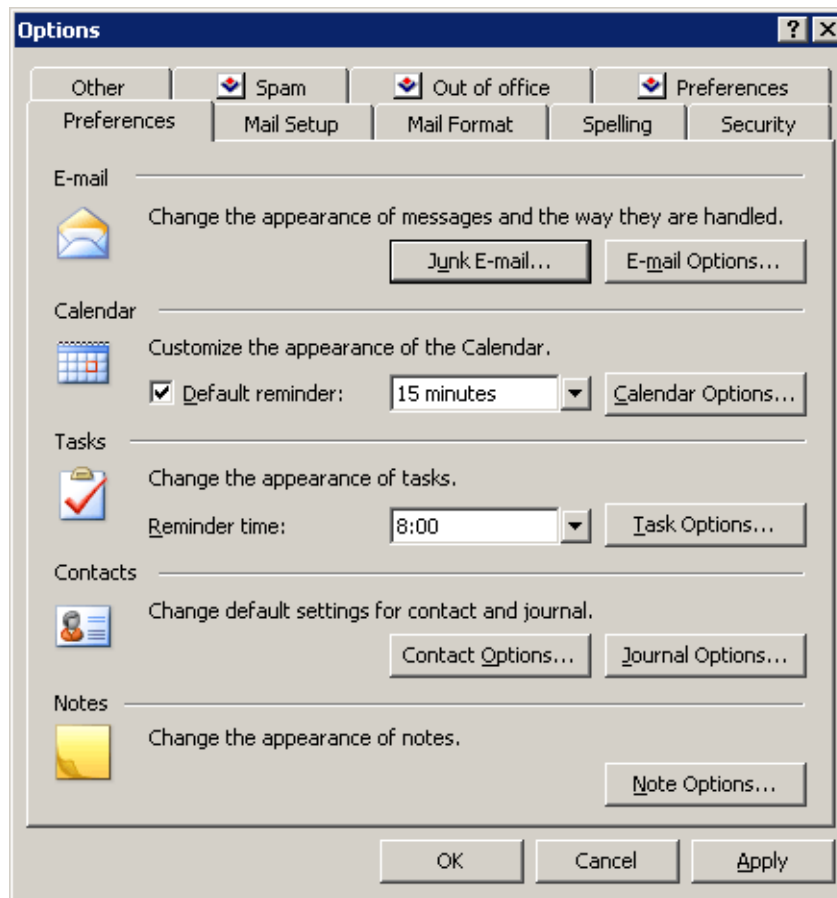 Options
Other Spam Out of office Preferences
Preferences Mail Setup Mail Format Spelling Security
E-mail
Change the appearance of messages and the way they are handled.
Junk E-mail... E-mail Options...
Calendar
Customize the appearance of the Calendar.
Default reminder: 15 minutes Calendar Options...
Tasks
Change the appearance of tasks.
Reminder time: 8:00 Task Options...
Contacts
Change default settings for contact and journal.
Contact Options... Journal Options...
Notes
Change the appearance of notes.
Note Options...
OK Cancel Apply